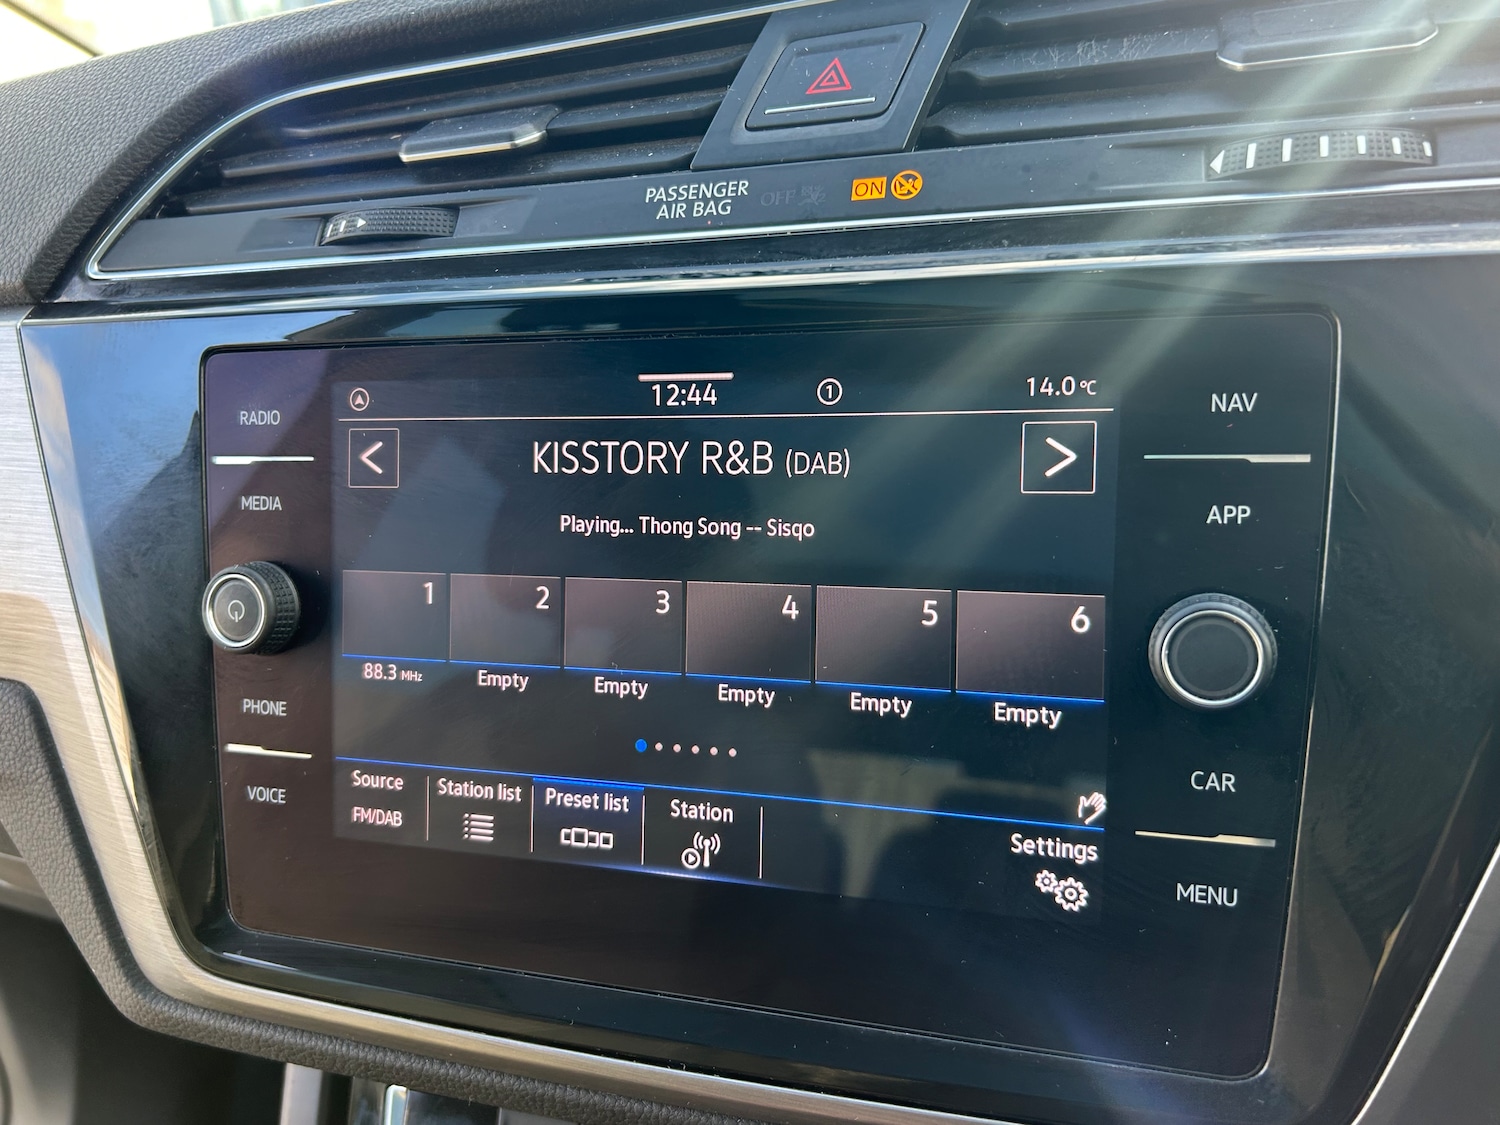 PASSENGER
AIR BAG
OFF
ON
12:44
1
14.0 °C
RADIO
MEDIA
PHONE
VOICE
<
KISSTORY R&B (DAB)
>
Playing... Thong Song -- Sisqo
1 2 3 4 5 6
88.3 MHz Empty Empty Empty Empty Empty
Source
FM/DAB
Station list
Preset list
Station
Settings
NAV
APP
CAR
MENU